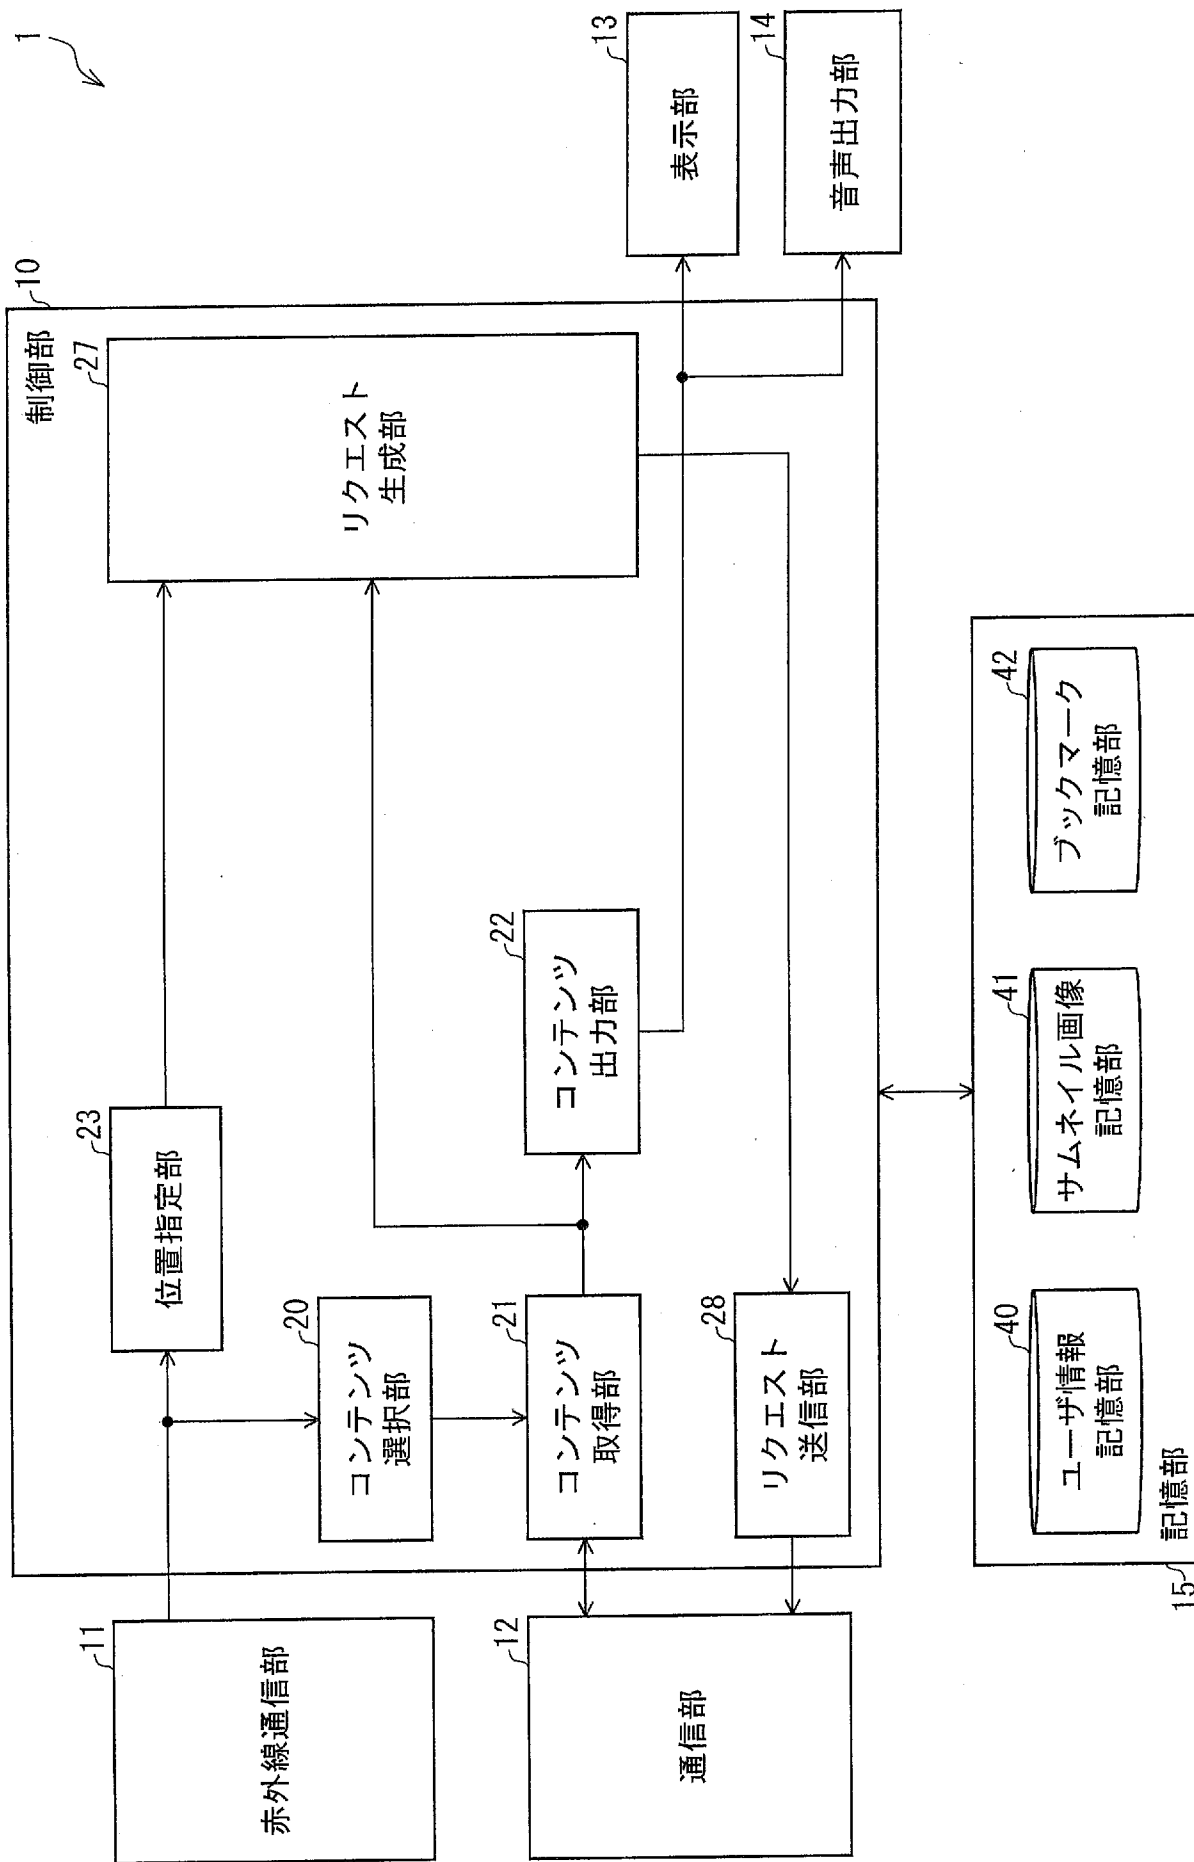 1
10
制御部
11
赤外線通信部
12
通信部
13
表示部
14
音声出力部
23
位置指定部
20
コンテンツ
選択部
21
コンテンツ
取得部
22
コンテンツ
出力部
27
リクエスト
生成部
28
リクエスト
送信部
15
記憶部
40
ユーザ情報
記憶部
41
サムネイル画像
記憶部
42
ブックマーク
記憶部